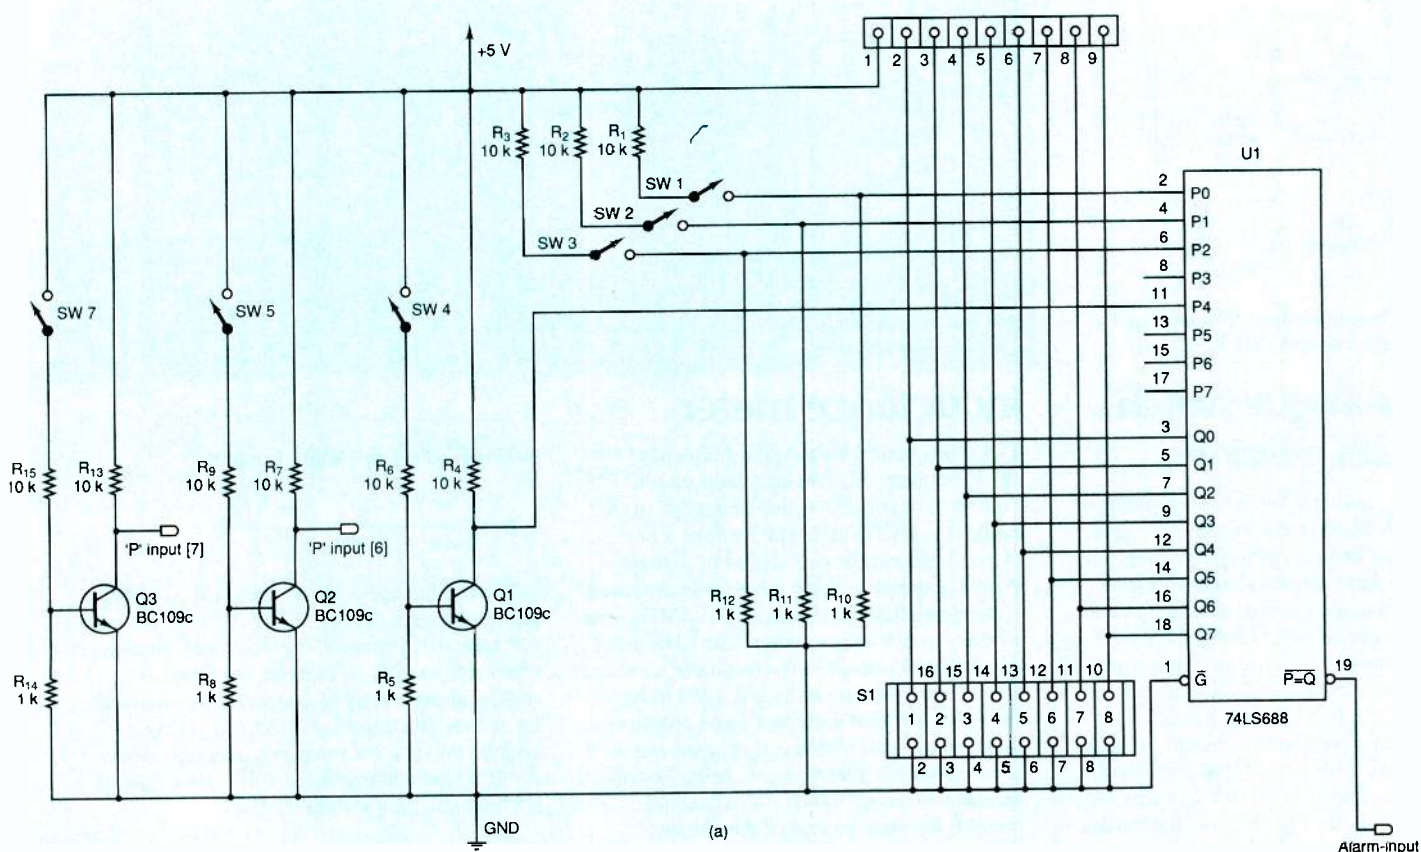 +5 V
1 2 3 4 5 6 7 8 9
R3 10 k
R2 10 k
R1 10 k
SW 1
SW 2
SW 3
SW 7
SW 5
SW 4
U1
2 P0
4 P1
6 P2
8 P3
11 P4
13 P5
15 P6
17 P7
3 Q0
5 Q1
7 Q2
9 Q3
12 Q4
14 Q5
16 Q6
18 Q7
1 G
P=Q 19
74LS688
R15 10 k
R13 10 k
R9 10 k
R7 10 k
R6 10 k
R4 10 k
'P' input [7]
'P' input [6]
Q3 BC109c
Q2 BC109c
Q1 BC109c
R12 1 k
R11 1 k
R10 1 k
R14 1 k
R8 1 k
R5 1 k
S1
16 15 14 13 12 11 10
2 3 4 5 6 7 8
2 3 4 5 6 7 8
GND
(a)
Alarm-input